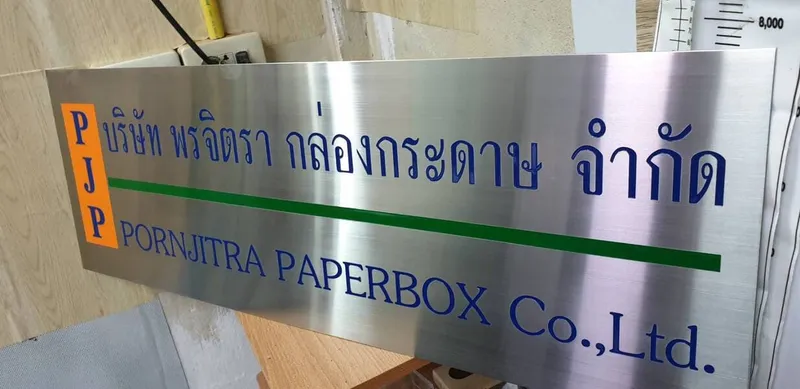 8,000
PJP
บริษัท พรจิตรา กล่องกระดาษ จำกัด
PORNJITRA PAPERBOX Co.,Ltd.